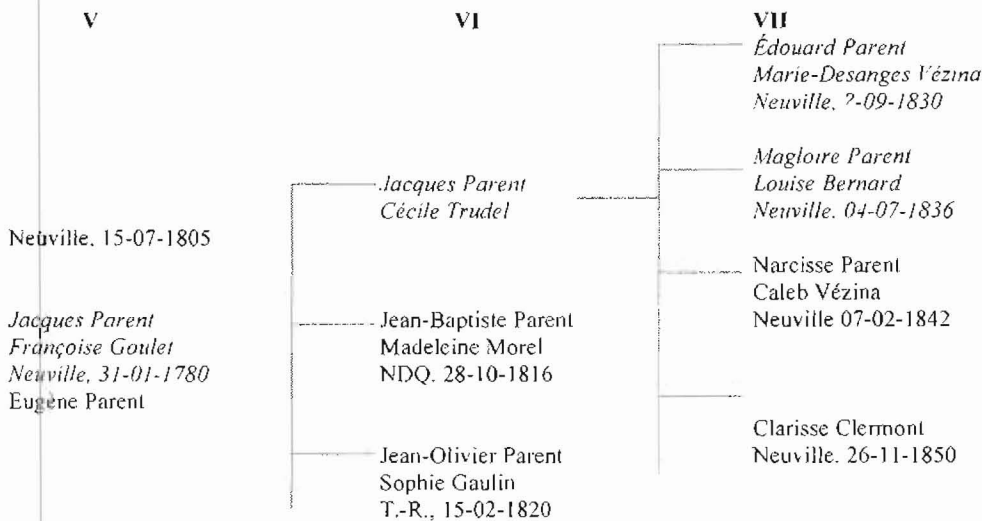 V
VI
VII
Neuville, 15-07-1805
Jacques Parent
Françoise Goulet
Neuville, 31-01-1780
Eugène Parent
Jacques Parent
Cécile Trudel
Jean-Baptiste Parent
Madeleine Morel
NDQ. 28-10-1816
Jean-Olivier Parent
Sophie Gaulin
T.-R., 15-02-1820
Édouard Parent
Marie-Desanges Vézina
Neuville. ?-09-1830
Magloire Parent
Louise Bernard
Neuville. 04-07-1836
Narcisse Parent
Caleb Vézina
Neuville 07-02-1842
Clarisse Clermont
Neuville. 26-11-1850